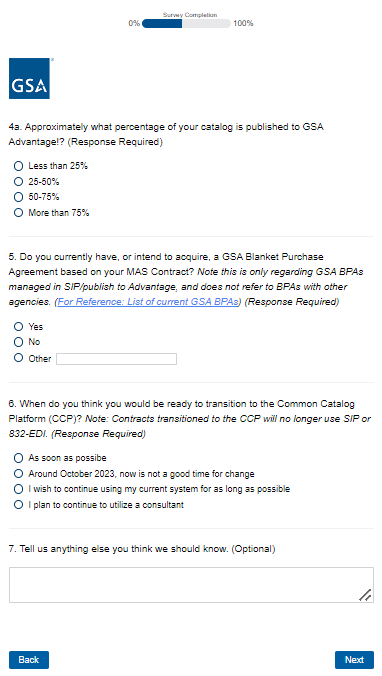 Survey Completion
0% 100%
GSA
4a. Approximately what percentage of your catalog is published to GSA
Advantage!? (Response Required)
Less than 25%
25-50%
50-75%
More than 75%
5. Do you currently have, or intend to acquire, a GSA Blanket Purchase
Agreement based on your MAS Contract? Note this is only regarding GSA BPAs
managed in SIP/publish to Advantage, and does not refer to BPAs with other
agencies. (For Reference: List of current GSA BPAs) (Response Required)
Yes
No
Other
6. When do you think you would be ready to transition to the Common Catalog
Platform (CCP)? Note: Contracts transitioned to the CCP will no longer use SIP or
832-EDI. (Response Required)
As soon as possibe
Around October 2023, now is not a good time for change
I wish to continue using my current system for as long as possible
I plan to continue to utilize a consultant
7. Tell us anything else you think we should know. (Optional)
Back Next